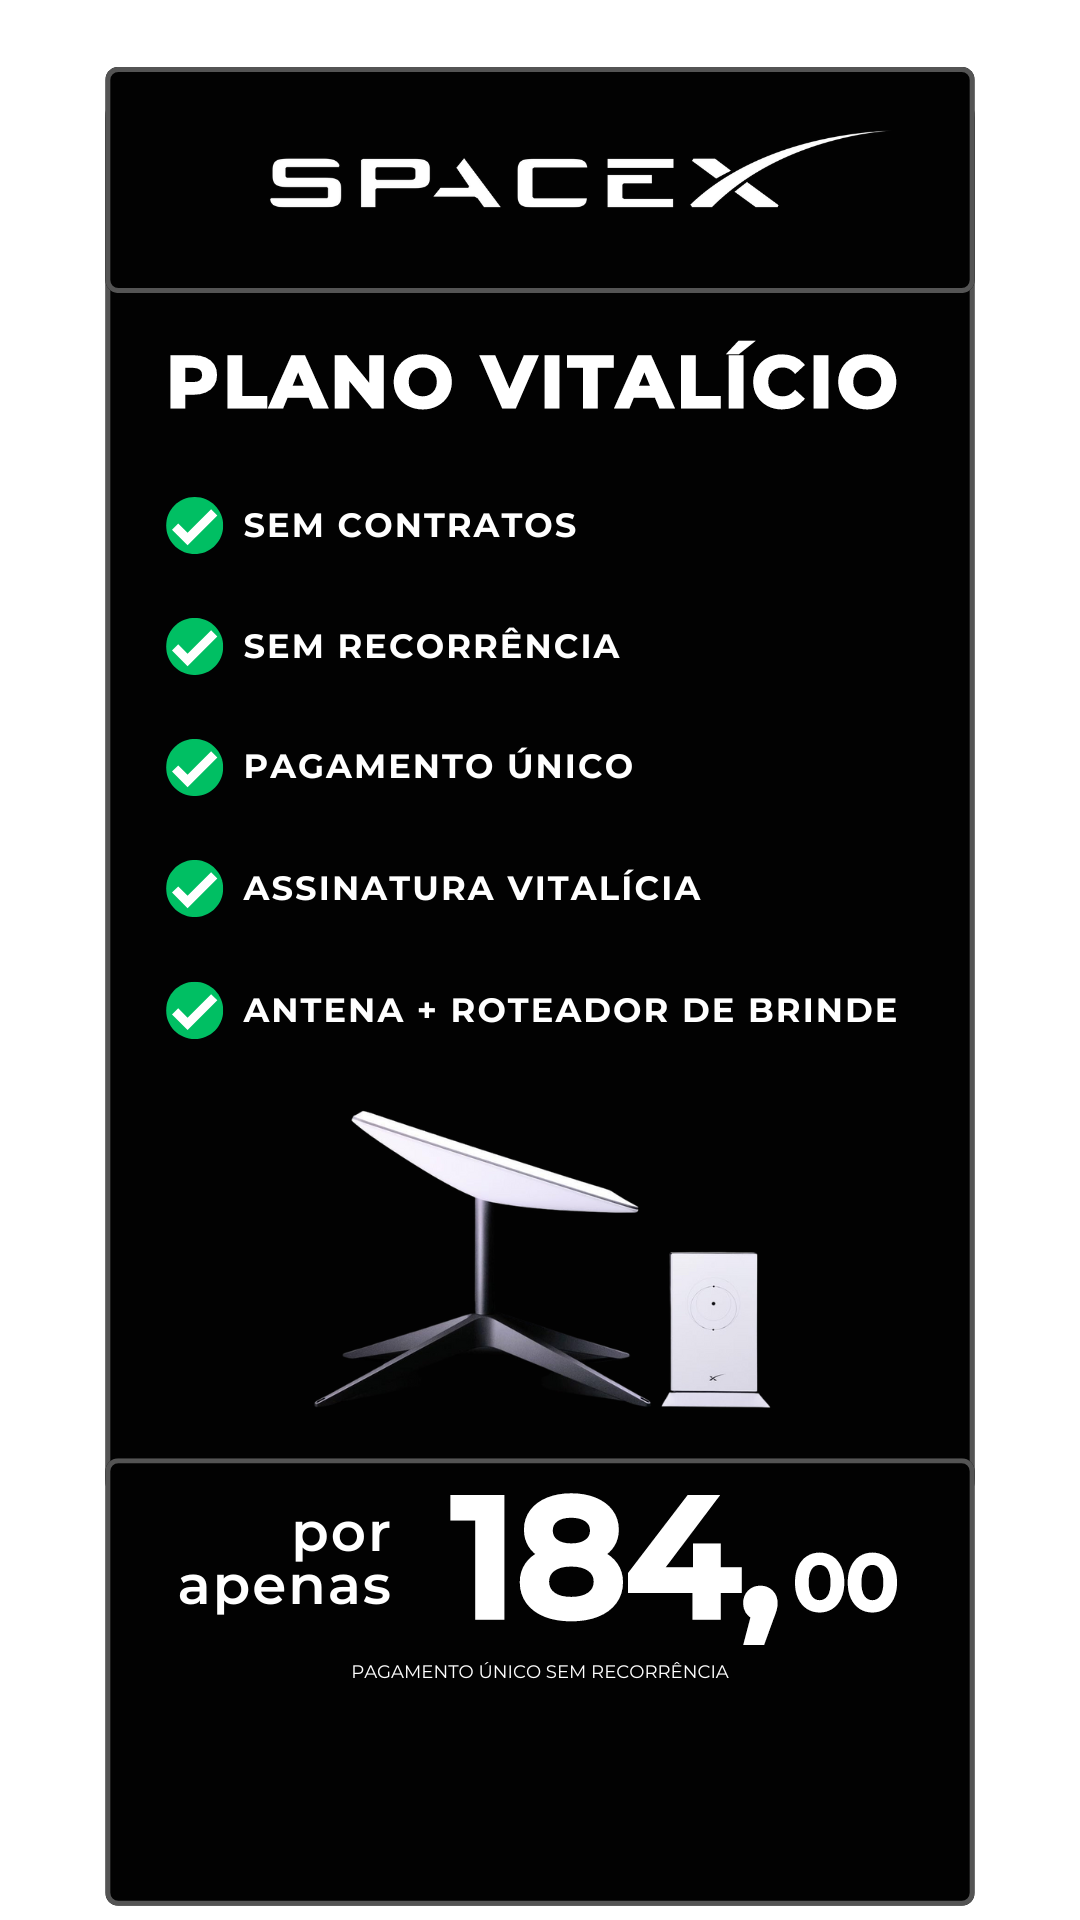 SPACEX
PLANO VITALÍCIO
SEM CONTRATOS
SEM RECORRÊNCIA
PAGAMENTO ÚNICO
ASSINATURA VITALÍCIA
ANTENA + ROTEADOR DE BRINDE
por
apenas
184,00
PAGAMENTO ÚNICO SEM RECORRÊNCIA